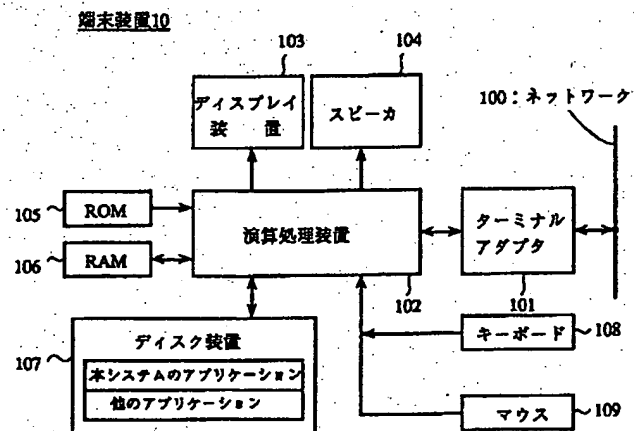 端末装置10
103
104
ディスプレイ
装 置
スピーカ
100：ネットワーク
105
ROM
演算処理装置
ターミナル
アダプタ
106
RAM
102
101
107
ディスク装置
本システムのアプリケーション
他のアプリケーション
キーボード
108
マウス
109